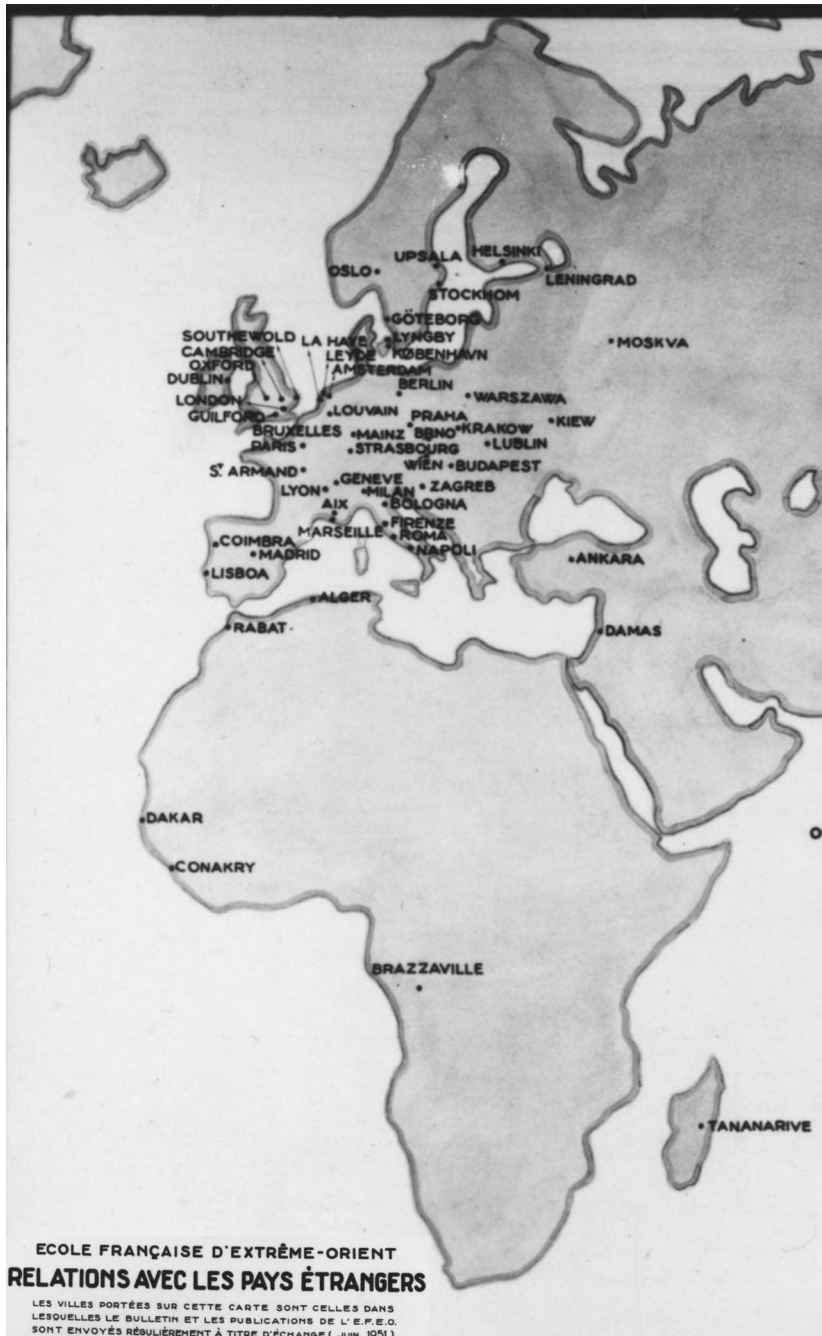 UPSALA
HELSINKI
OSLO
LENINGRAD
STOCKHOM
GÖTEBORG
SOUTHEWOLD
LA HAYE
LYNGBY
MOSKVA
CAMBRIDGE
LEYDE
KØBENHAVN
OXFORD
AMSTERDAM
DUBLIN
BERLIN
LONDON
WARSZAWA
GUILFORD
LOUVAIN
PRAHA
KIEW
BRUXELLES
MAINZ
BRNO
KRAKOW
PARIS
STRASBOURG
LUBLIN
WIEN
BUDAPEST
ST ARMAND
GENEVE
LYON
MILAN
ZAGREB
AIX
BOLOGNA
MARSEILLE
FIRENZE
COIMBRA
ROMA
MADRID
NAPOLI
ANKARA
LISBOA
ALGER
RABAT
DAMAS
DAKAR
O
CONAKRY
BRAZZAVILLE
TANANARIVE
ECOLE FRANÇAISE D'EXTRÊME-ORIENT
RELATIONS AVEC LES PAYS ÉTRANGERS
LES VILLES PORTÉES SUR CETTE CARTE SONT CELLES DANS
LESQUELLES LE BULLETIN ET LES PUBLICATIONS DE L'E.F.E.O.
SONT ENVOYÉS RÉGULIÈREMENT À TITRE D'ÉCHANGE ( JUIN 1951 )